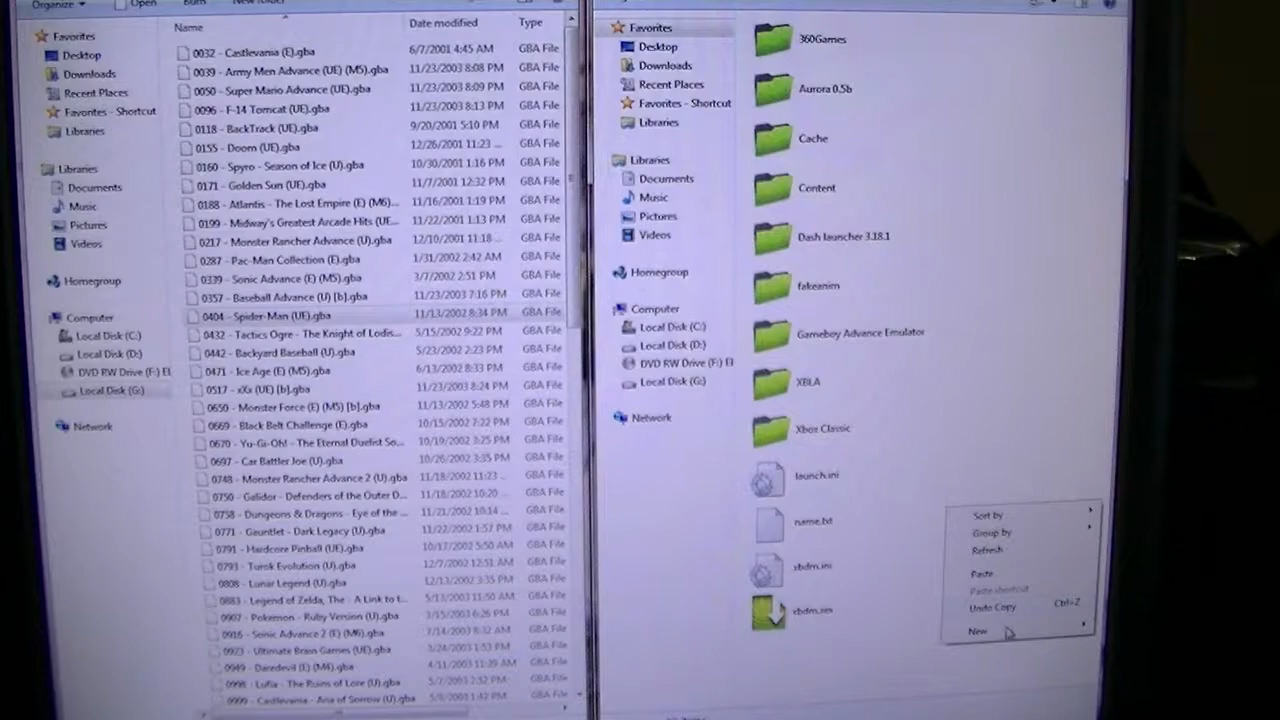 Organize
Open
Burn
New folder
Favorites
Desktop
Downloads
Recent Places
Favorites - Shortcut
Libraries
Libraries
Documents
Music
Pictures
Videos
Homegroup
Computer
Local Disk (C:)
Local Disk (D:)
DVD RW Drive (F:) El
Local Disk (G:)
Network
Name Date modified Type
0032 - Castlevania (E).gba 6/7/2001 4:45 AM GBA File
0039 - Army Men Advance (UE) (M5).gba 11/23/2003 8:08 PM GBA File
0050 - Super Mario Advance (UE).gba 11/23/2003 8:09 PM GBA File
0096 - F-14 Tomcat (UE).gba 11/23/2003 8:13 PM GBA File
0118 - BackTrack (UE).gba 9/20/2001 5:10 PM GBA File
0155 - Doom (UE).gba 12/26/2001 11:23 ... GBA File
0160 - Spyro - Season of Ice (U).gba 10/30/2001 1:16 PM GBA File
0171 - Golden Sun (UE).gba 11/7/2001 12:32 PM GBA File
0188 - Atlantis - The Lost Empire (E) (M6)... 11/16/2001 1:19 PM GBA File
0199 - Midway's Greatest Arcade Hits (UE... 11/22/2001 1:13 PM GBA File
0217 - Monster Rancher Advance (U).gba 12/10/2001 11:18 ... GBA File
0287 - Pac-Man Collection (E).gba 1/31/2002 2:42 AM GBA File
0339 - Sonic Advance (E) (M5).gba 3/7/2002 2:51 PM GBA File
0357 - Baseball Advance (U) [b].gba 11/23/2003 7:16 PM GBA File
0404 - Spider-Man (UE).gba 11/13/2002 8:34 PM GBA File
0432 - Tactics Ogre - The Knight of Lodis... 5/15/2002 9:22 PM GBA File
0442 - Backyard Baseball (U).gba 5/23/2002 2:23 PM GBA File
0471 - Ice Age (E) (M5).gba 6/13/2002 8:33 PM GBA File
0517 - xXx (UE) [b].gba 11/23/2003 8:24 PM GBA File
0650 - Monster Force (E) (M5) [b].gba 11/13/2002 5:48 PM GBA File
0669 - Black Belt Challenge (E).gba 10/15/2002 7:22 PM GBA File
0670 - Yu-Gi-Oh! - The Eternal Duelist So... 10/19/2002 3:25 PM GBA File
0697 - Car Battler Joe (U).gba 10/26/2002 3:35 PM GBA File
0748 - Monster Rancher Advance 2 (U).gba 11/18/2002 11:23 ... GBA File
0750 - Galidor - Defenders of the Outer D... 11/18/2002 10:20 ... GBA File
0758 - Dungeons & Dragons - Eye of the ... 11/21/2002 10:14 ... GBA File
0771 - Gauntlet - Dark Legacy (U).gba 11/22/2002 1:57 PM GBA File
0791 - Hardcore Pinball (UE).gba 10/17/2002 5:50 AM GBA File
0793 - Turok Evolution (U).gba 12/7/2002 12:51 AM GBA File
0808 - Lunar Legend (U).gba 12/13/2002 3:35 PM GBA File
0883 - Legend of Zelda, The - A Link to t... 5/13/2003 11:50 AM GBA File
0907 - Pokemon - Ruby Version (U).gba 3/15/2003 6:26 PM GBA File
0916 - Sonic Advance 2 (E) (M6).gba 7/14/2003 8:32 AM GBA File
0923 - Ultimate Brain Games (UE).gba 3/24/2003 1:53 PM GBA File
0949 - Daredevil (E) (M4).gba 4/11/2003 11:39 AM GBA File
0998 - Lufia - The Ruins of Lore (U).gba 5/7/2003 2:52 PM GBA File
0999 - Castlevania - Aria of Sorrow (U).gba 5/8/2003 1:42 PM GBA File
Favorites
Desktop
Downloads
Recent Places
Favorites - Shortcut
Libraries
Libraries
Documents
Music
Pictures
Videos
Homegroup
Computer
Local Disk (C:)
Local Disk (D:)
DVD RW Drive (F:) El
Local Disk (G:)
Network
360Games
Aurora 0.5b
Cache
Content
Dash launcher 3.18.1
fakeanim
Gameboy Advance Emulator
XBLA
Xbox Classic
launch.ini
name.txt
xbdm.ini
xbdm.xex
Sort by
Group by
Refresh
Paste
Paste shortcut
Undo Copy Ctrl+Z
New